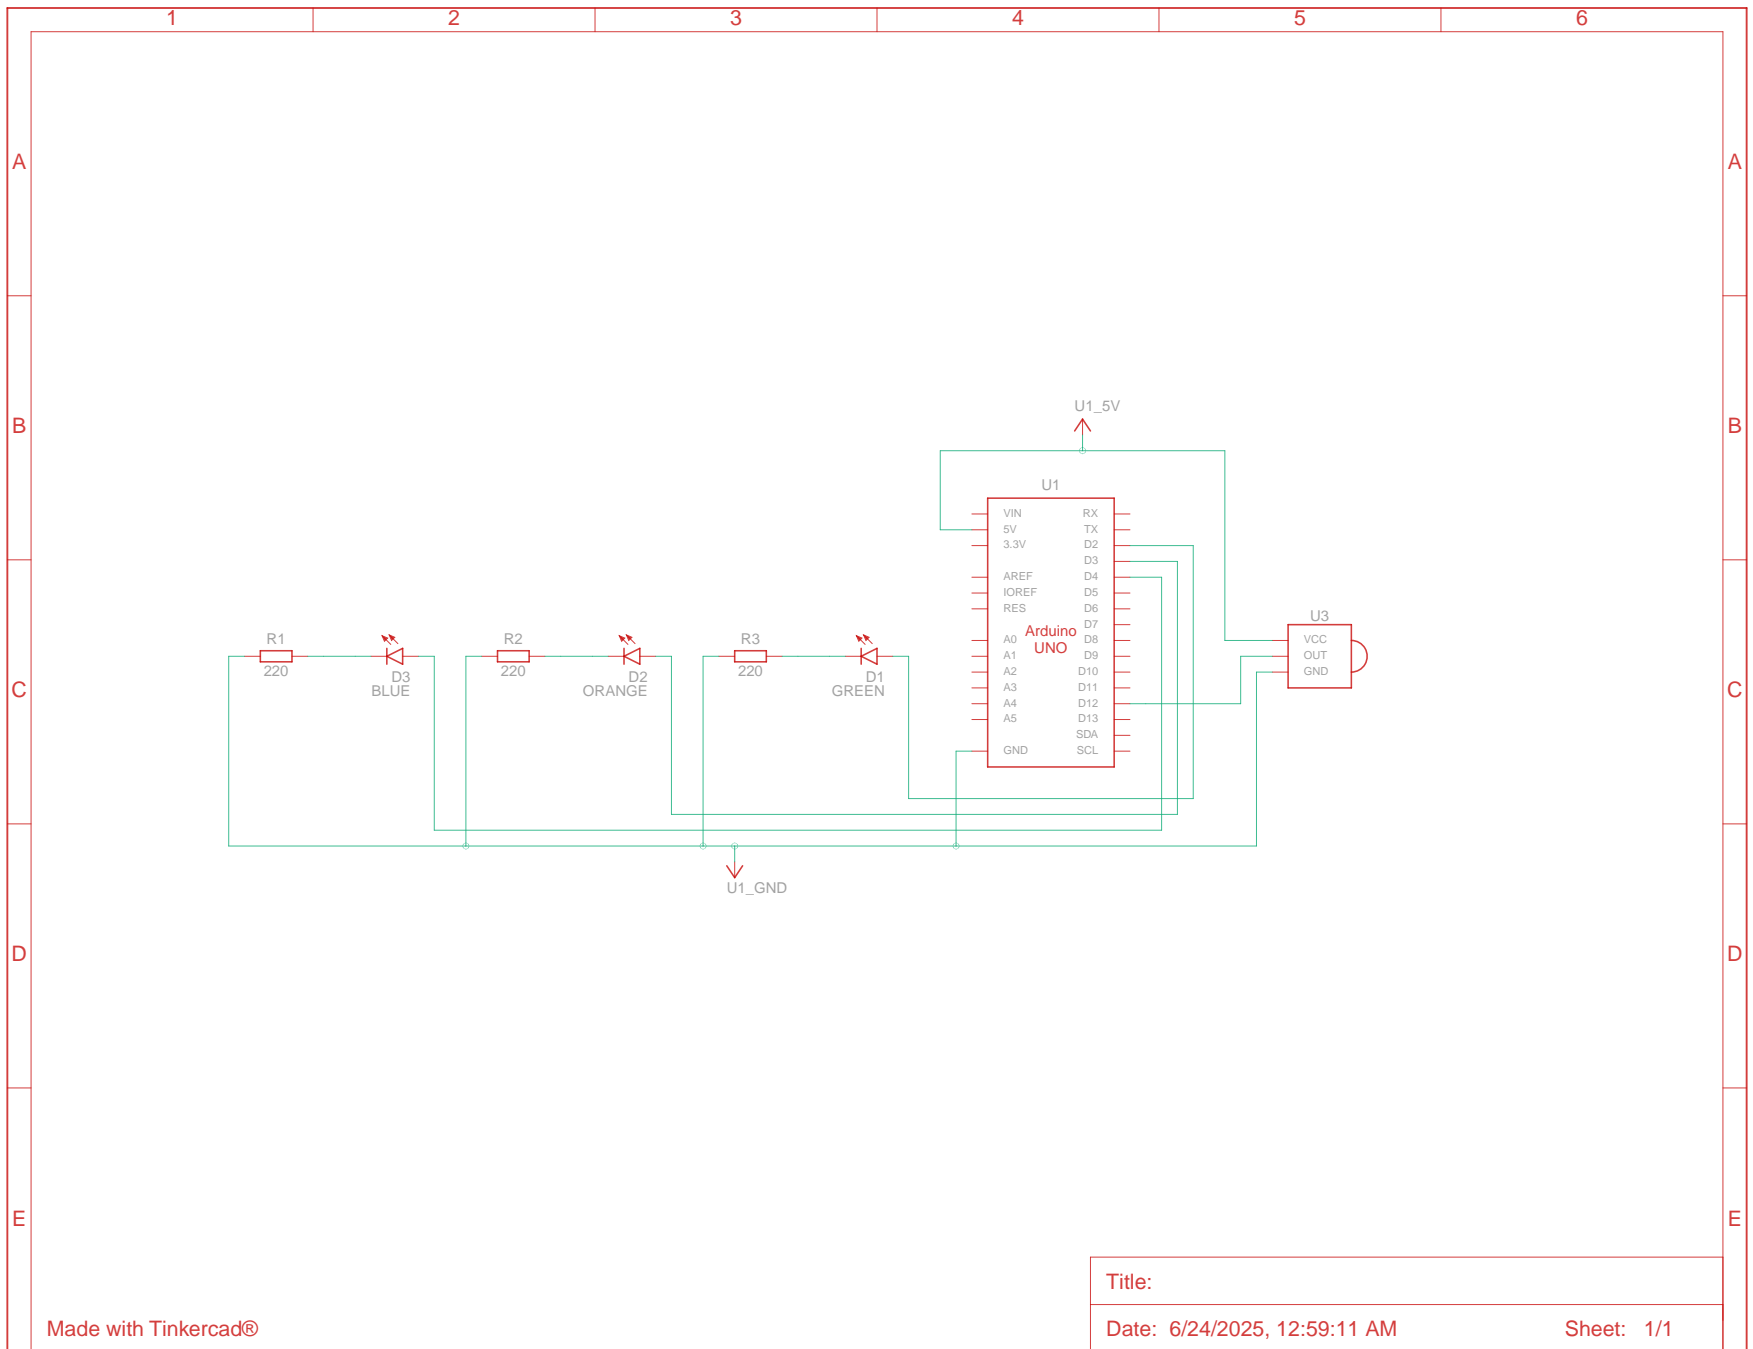 1 2 3 4 5 6
A A
B B
C C
D D
E E
U1_5V
U1
VIN RX
5V TX
3.3V D2
D3
AREF D4
IOREF D5
RES D6
D7
A0 D8
A1 D9
A2 D10
A3 D11
A4 D12
A5 D13
SDA
GND SCL
Arduino
UNO
U3
VCC
OUT
GND
R1
220
D3
BLUE
R2
220
D2
ORANGE
R3
220
D1
GREEN
U1_GND
Title:
Made with Tinkercad®
Date: 6/24/2025, 12:59:11 AM Sheet: 1/1